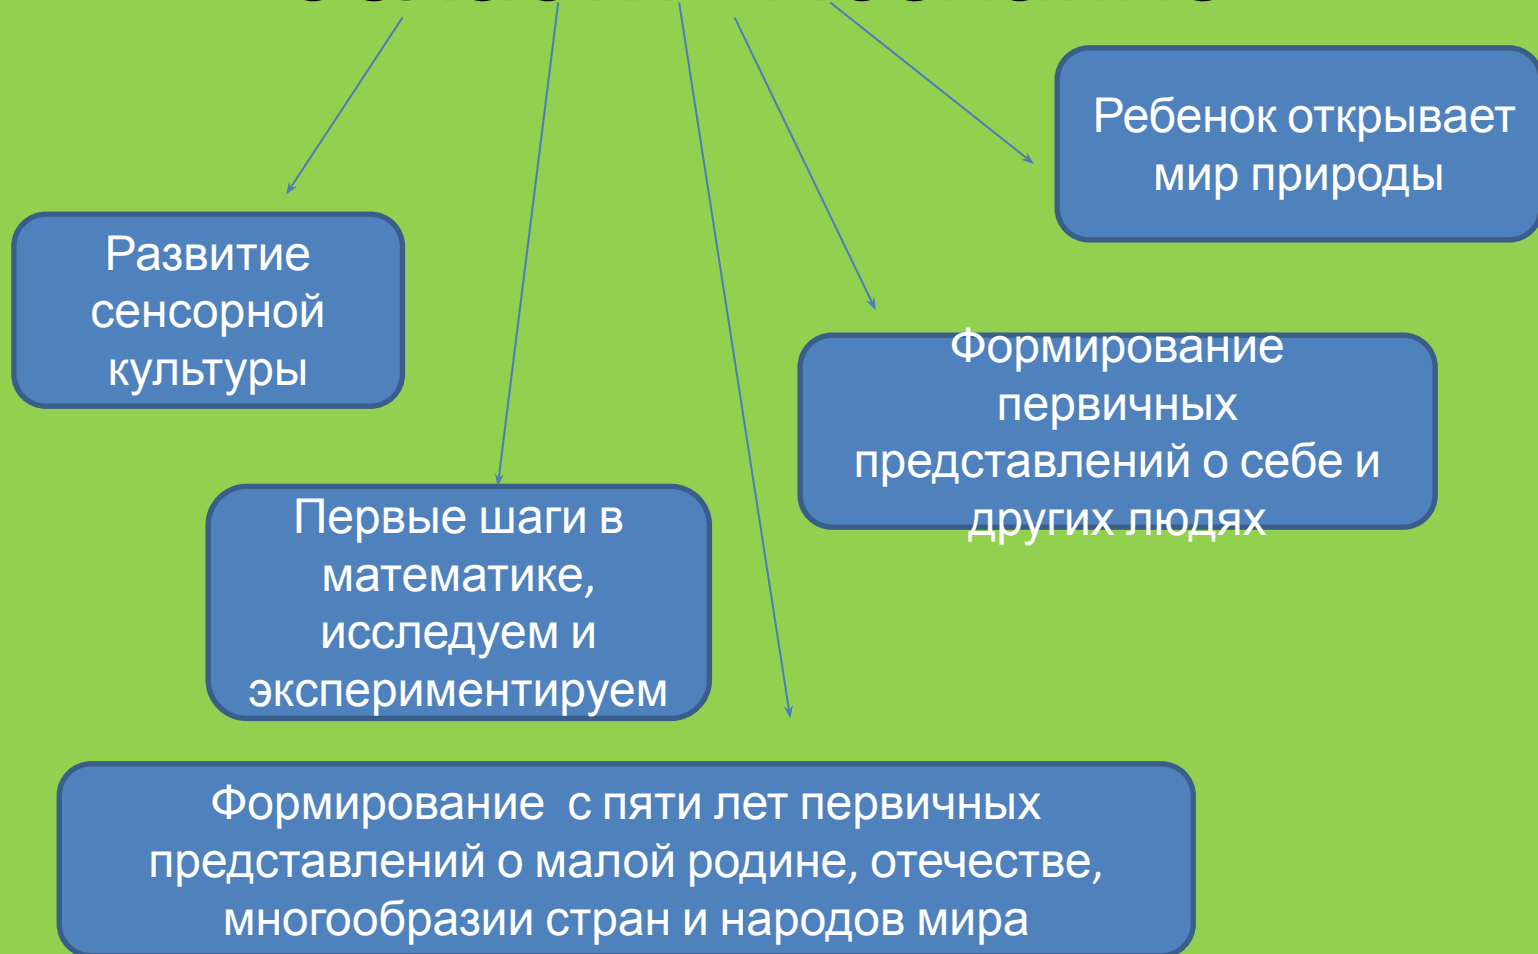 Ребенок открывает
мир природы
Развитие
сенсорной
культуры
Формирование
первичных
представлений о себе и
других людях
Первые шаги в
математике,
исследуем и
экспериментируем
Формирование с пяти лет первичных
представлений о малой родине, отечестве,
многообразии стран и народов мира